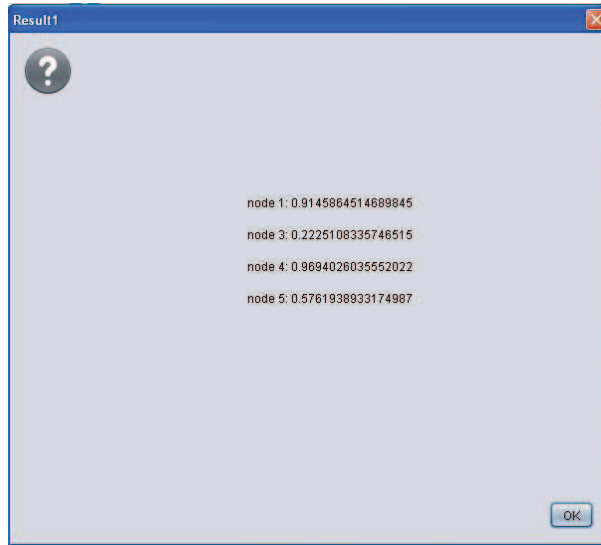 Result1
node 1: 0.9145864514689845
node 3: 0.2225108335746515
node 4: 0.9694026035552022
node 5: 0.5761938933174987
OK